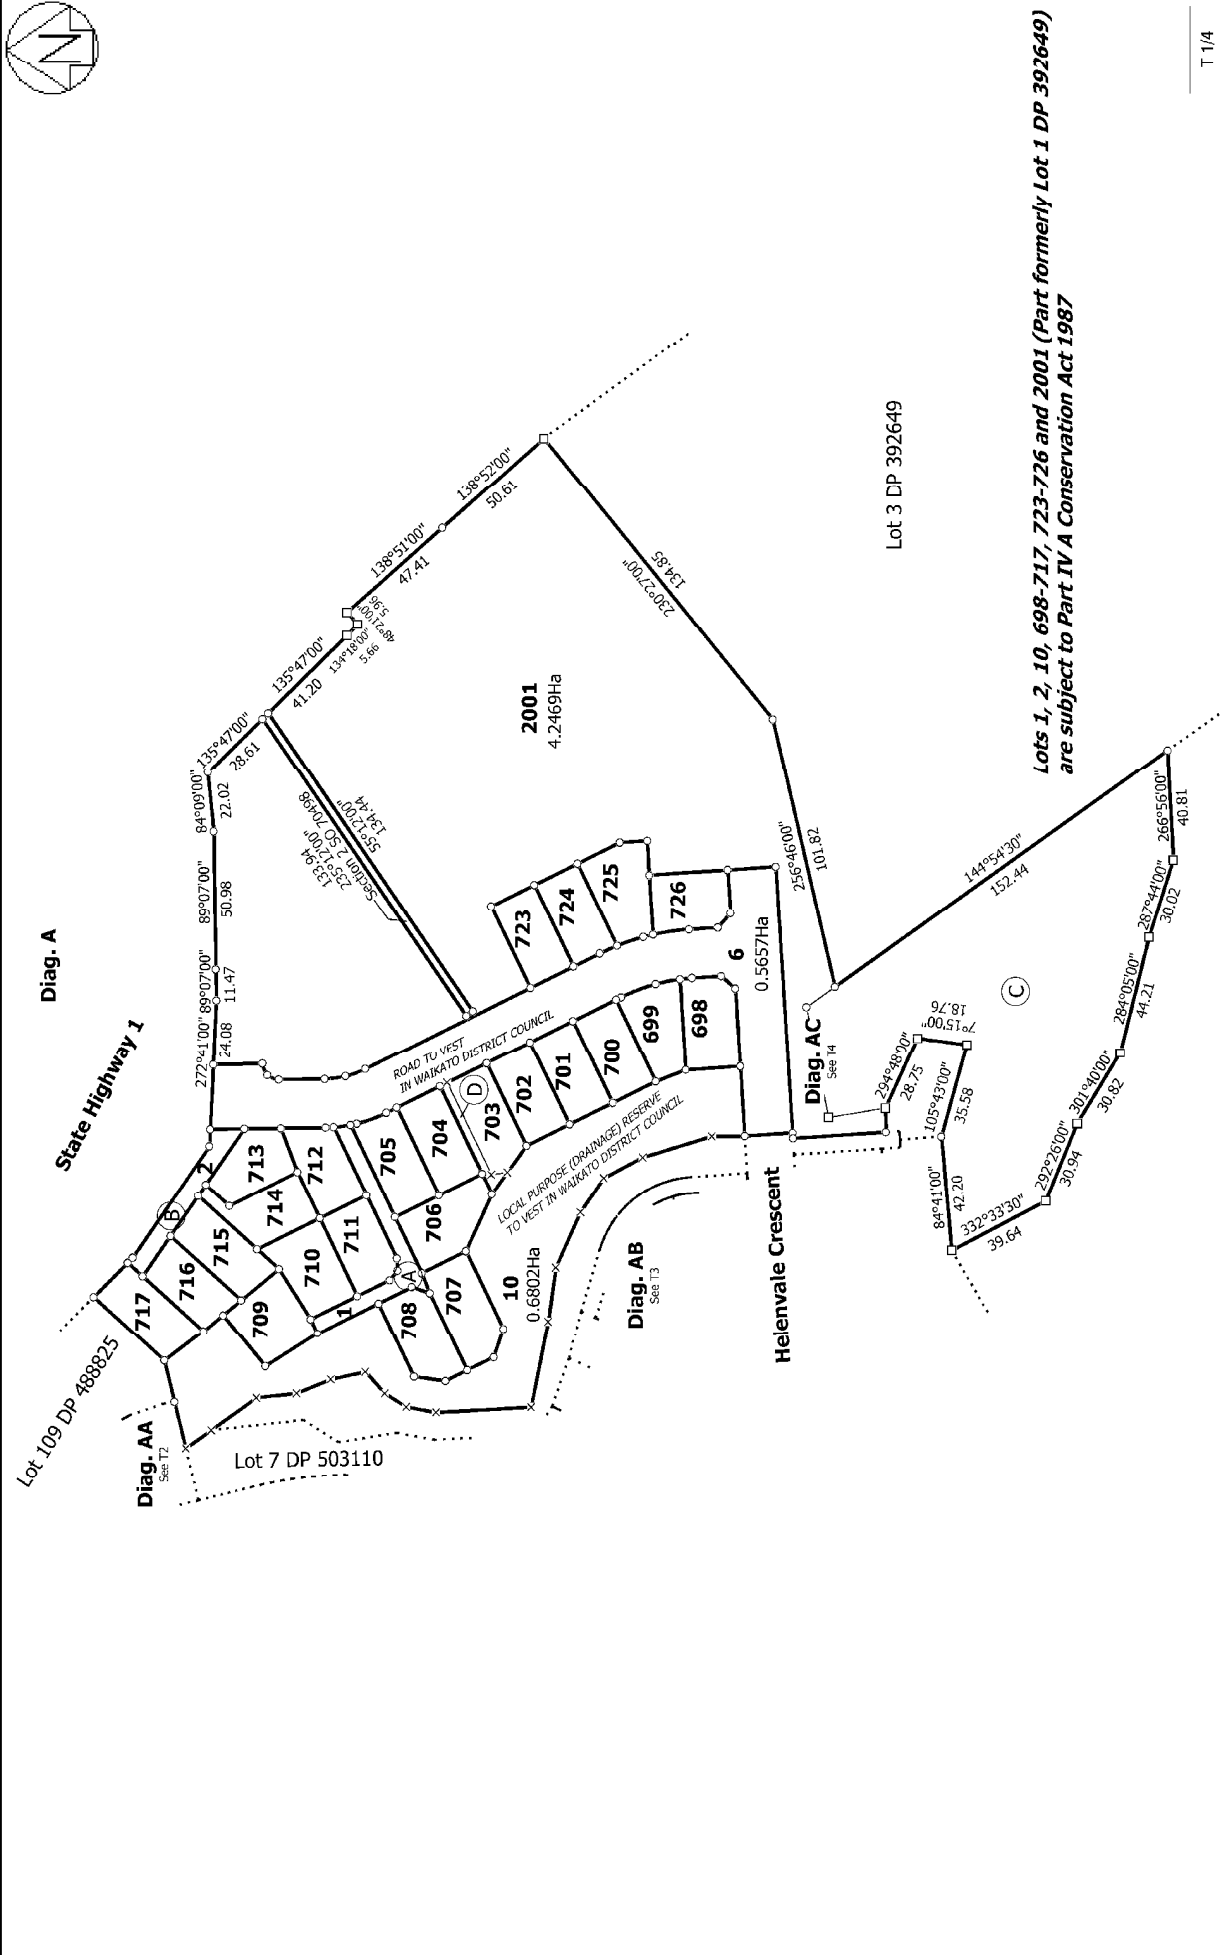 N
Diag. A
State Highway 1
Lot 109 DP 488825
Diag. AA
See T2
Lot 7 DP 503110
272°41'00"
24.08
89°07'00"
11.47
89°07'00"
50.98
84°09'00"
22.02
135°47'00"
28.61
135°47'00"
41.20
134°18'00"
5.66
48°21'00"
5.96
138°51'00"
47.41
138°52'00"
50.61
133.94
235°12'00"
Section 2 SO 70498
55°12'00"
134.44
2001
4.2469Ha
230°27'00"
134.85
256°46'00"
101.82
Lot 3 DP 392649
717
716
715
B
2
713
712
714
711
710
709
1
708
A
707
706
705
704
D
703
702
701
700
699
698
723
724
725
726
6
0.5657Ha
ROAD TO VEST
IN WAIKATO DISTRICT COUNCIL
LOCAL PURPOSE (DRAINAGE) RESERVE
TO VEST IN WAIKATO DISTRICT COUNCIL
10
0.6802Ha
Diag. AB
See T3
Helenvale Crescent
Diag. AC
See T4
294°48'00"
28.75
7°15'00"
18.76
105°43'00"
35.58
84°41'00"
42.20
332°33'30"
39.64
292°26'00"
30.94
301°40'00"
30.82
284°05'00"
44.21
287°44'00"
30.02
266°56'00"
40.81
144°54'30"
152.44
C
Lots 1, 2, 10, 698-717, 723-726 and 2001 (Part formerly Lot 1 DP 392649)
are subject to Part IV A Conservation Act 1987
T 1/4